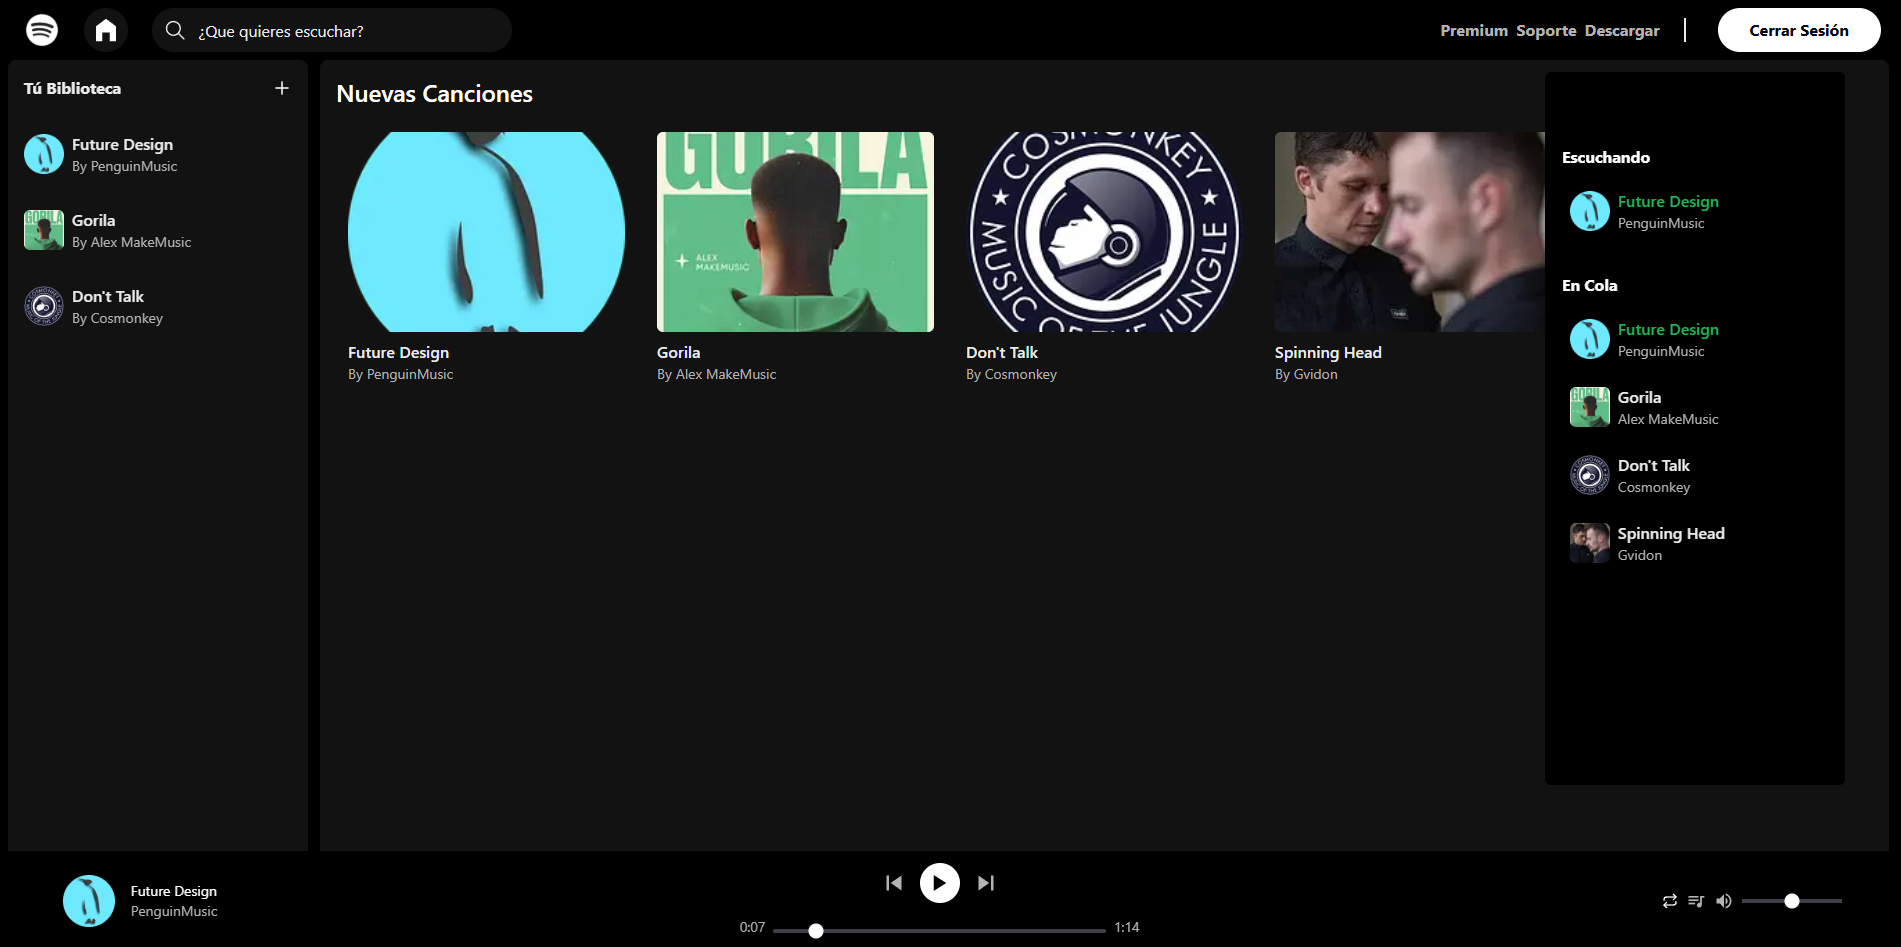 ¿Que quieres escuchar?
Premium Soporte Descargar
Cerrar Sesión
Tú Biblioteca
Future Design
By PenguinMusic
Gorila
By Alex MakeMusic
Don't Talk
By Cosmonkey
Nuevas Canciones
GORILA
ALEX
MAKEMUSIC
COSMONKEY
MUSIC OF THE JUNGLE
Future Design
By PenguinMusic
Gorila
By Alex MakeMusic
Don't Talk
By Cosmonkey
Spinning Head
By Gvidon
Escuchando
Future Design
PenguinMusic
En Cola
Future Design
PenguinMusic
Gorila
Alex MakeMusic
Don't Talk
Cosmonkey
Spinning Head
Gvidon
Future Design
PenguinMusic
0:07
1:14